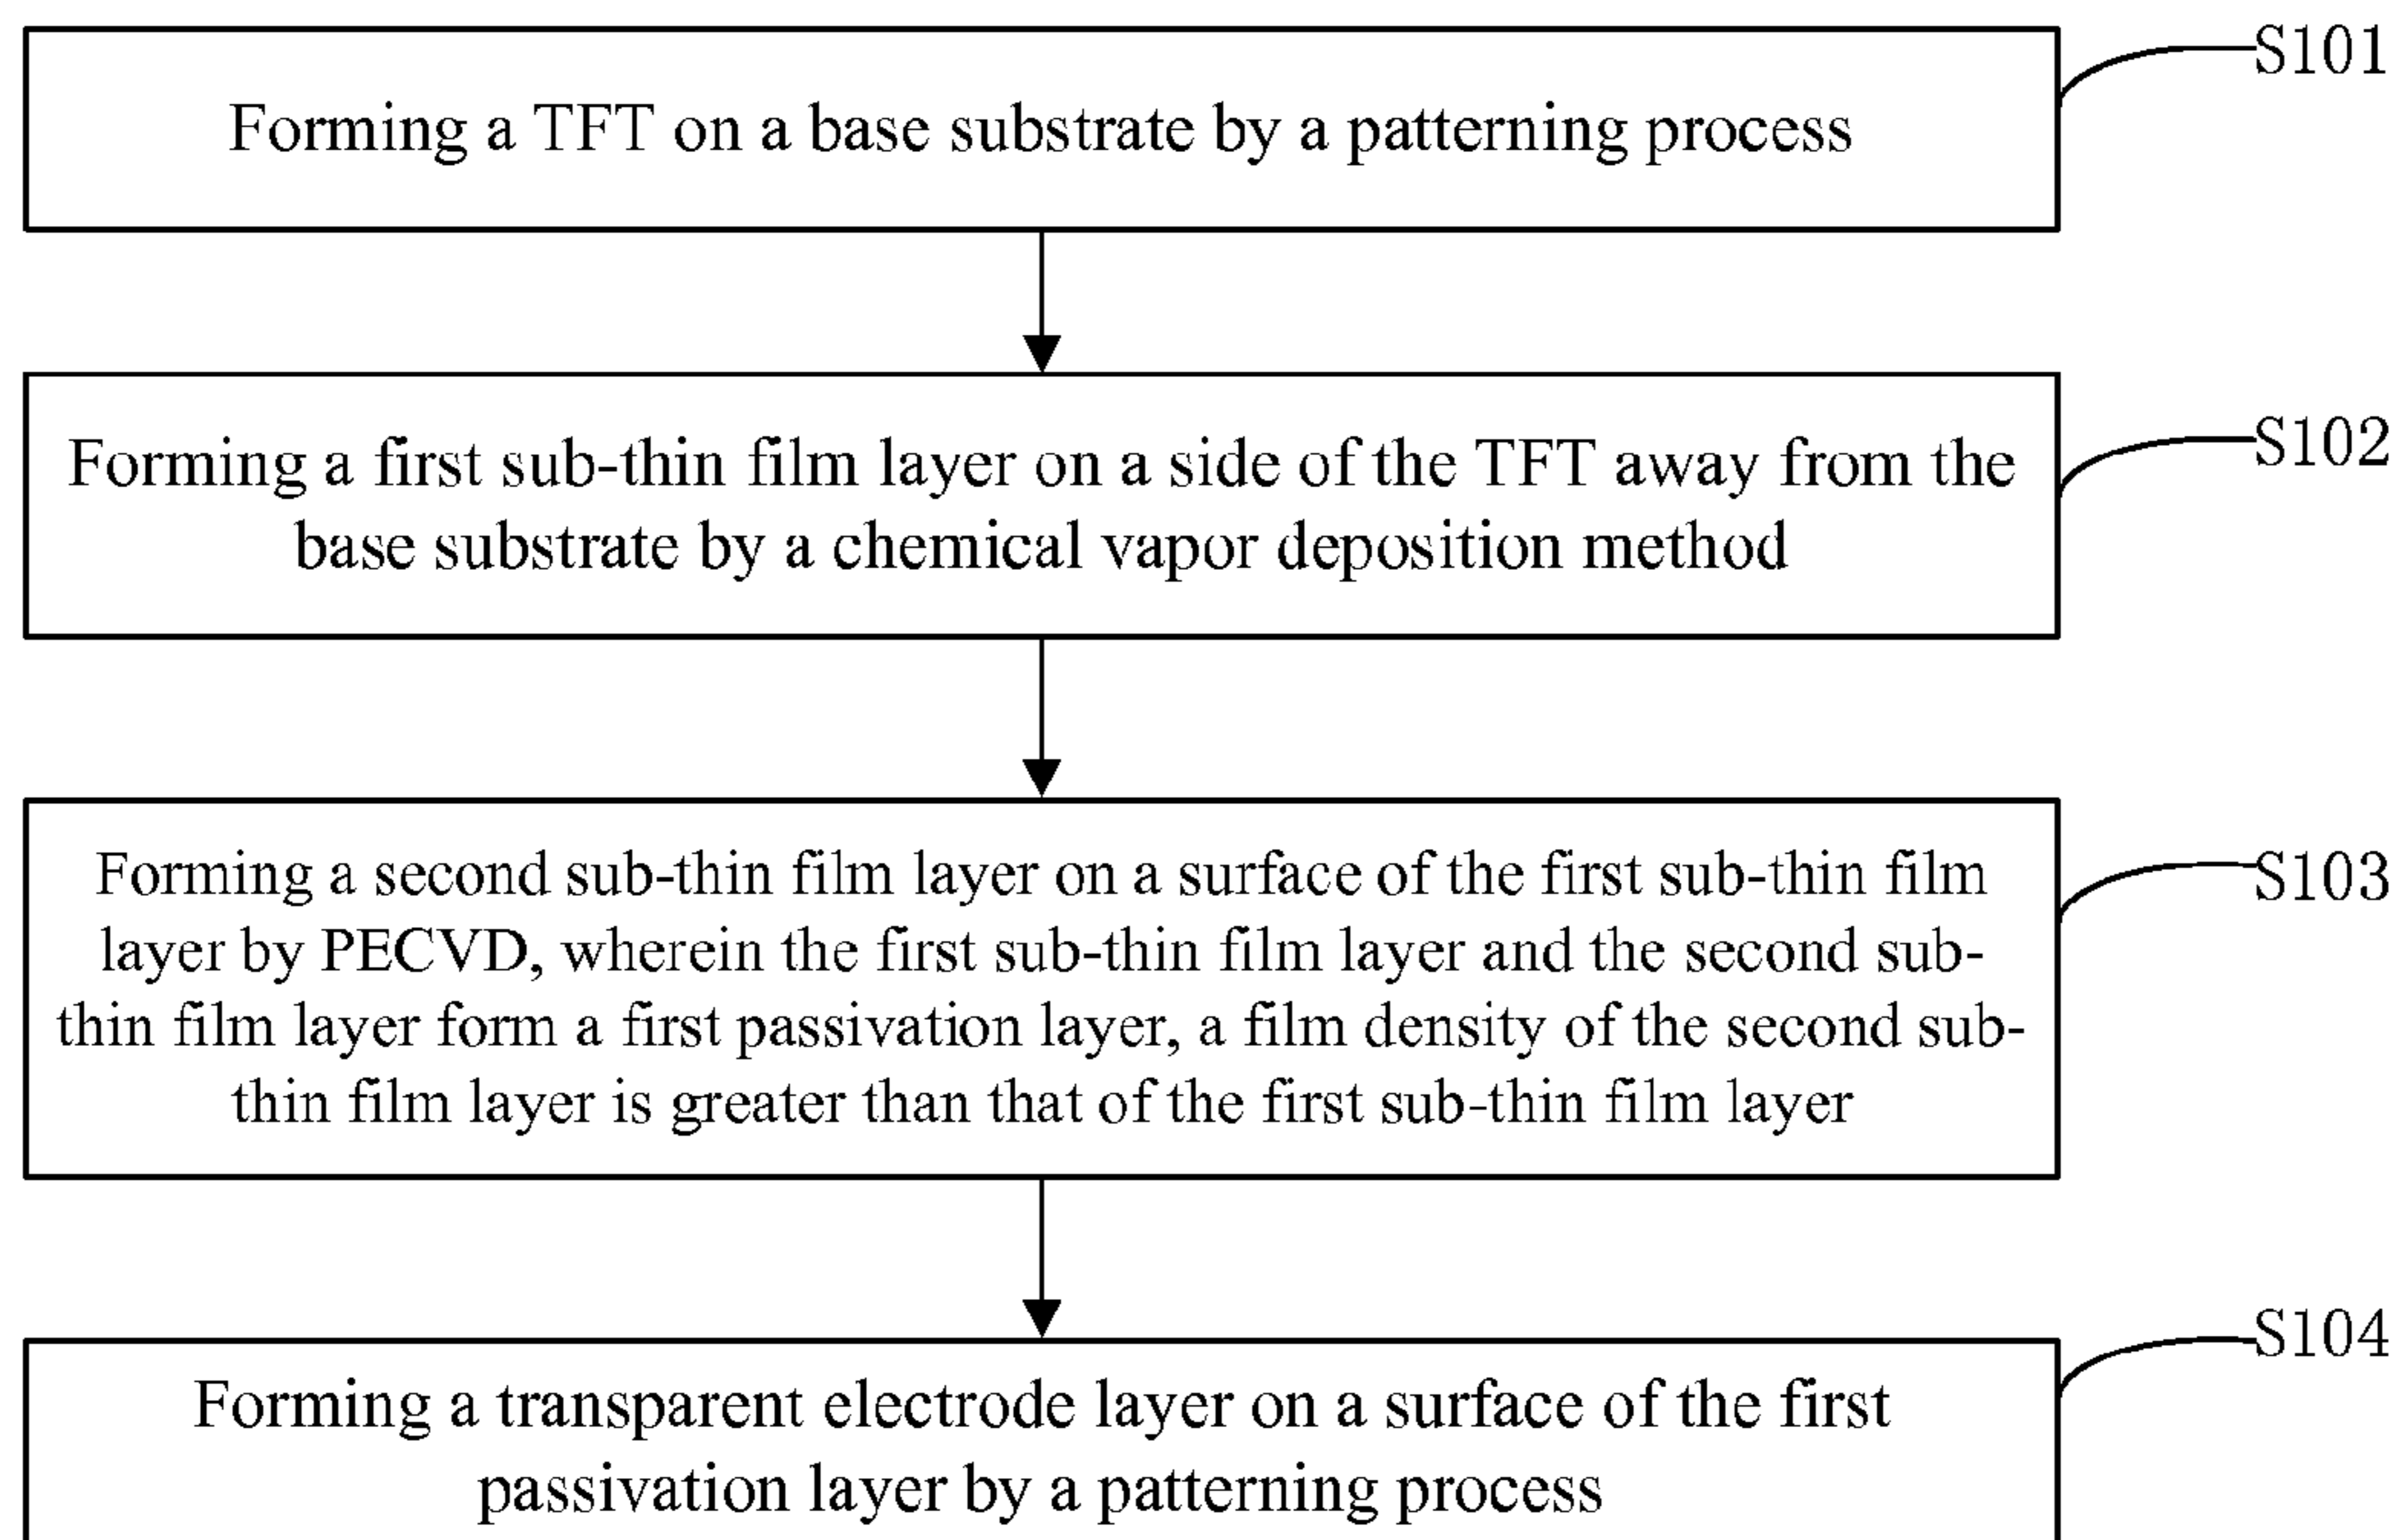 Forming a TFT on a base substrate by a patterning process
S101
Forming a first sub-thin film layer on a side of the TFT away from the
base substrate by a chemical vapor deposition method
S102
Forming a second sub-thin film layer on a surface of the first sub-thin film
layer by PECVD, wherein the first sub-thin film layer and the second sub-
thin film layer form a first passivation layer, a film density of the second sub-
thin film layer is greater than that of the first sub-thin film layer
S103
Forming a transparent electrode layer on a surface of the first
passivation layer by a patterning process
S104